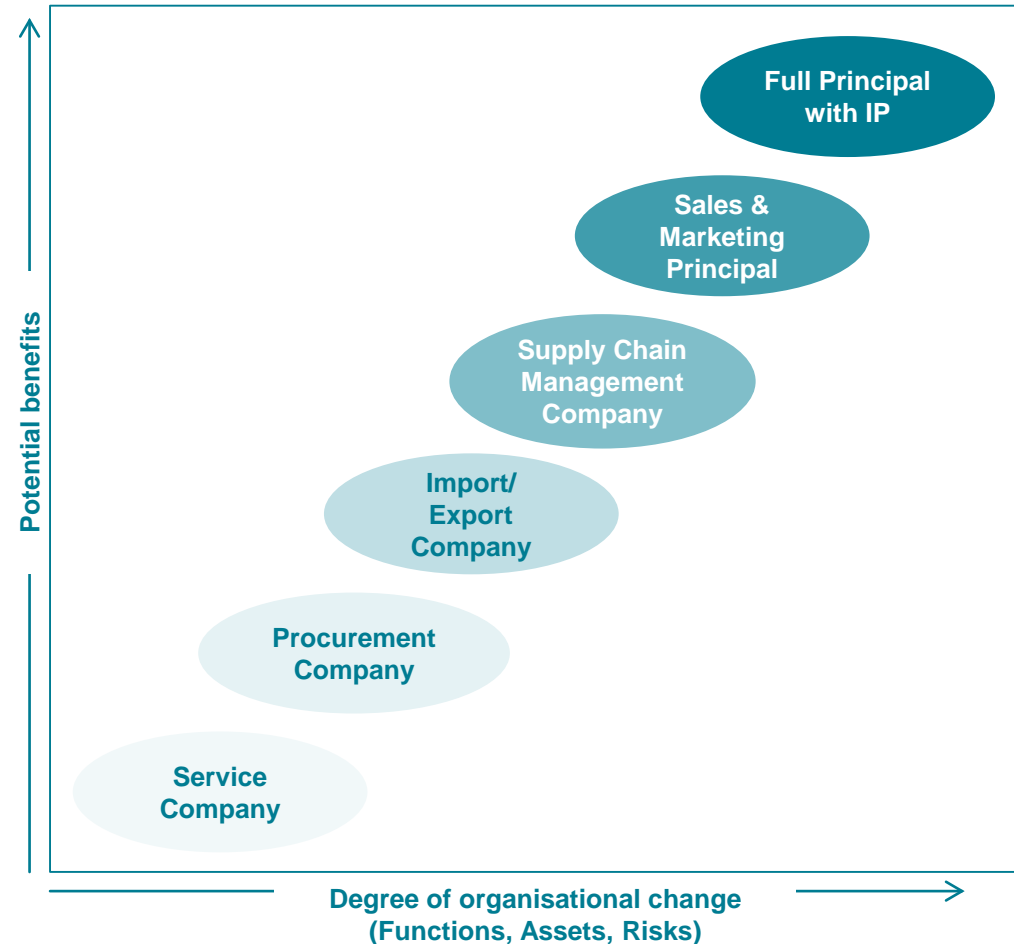 Full Principal
with IP
Sales &
Marketing
Principal
Supply Chain
Management
Company
Import/
Export
Company
Procurement
Company
Service
Company
Potential benefits
Degree of organisational change
(Functions, Assets, Risks)